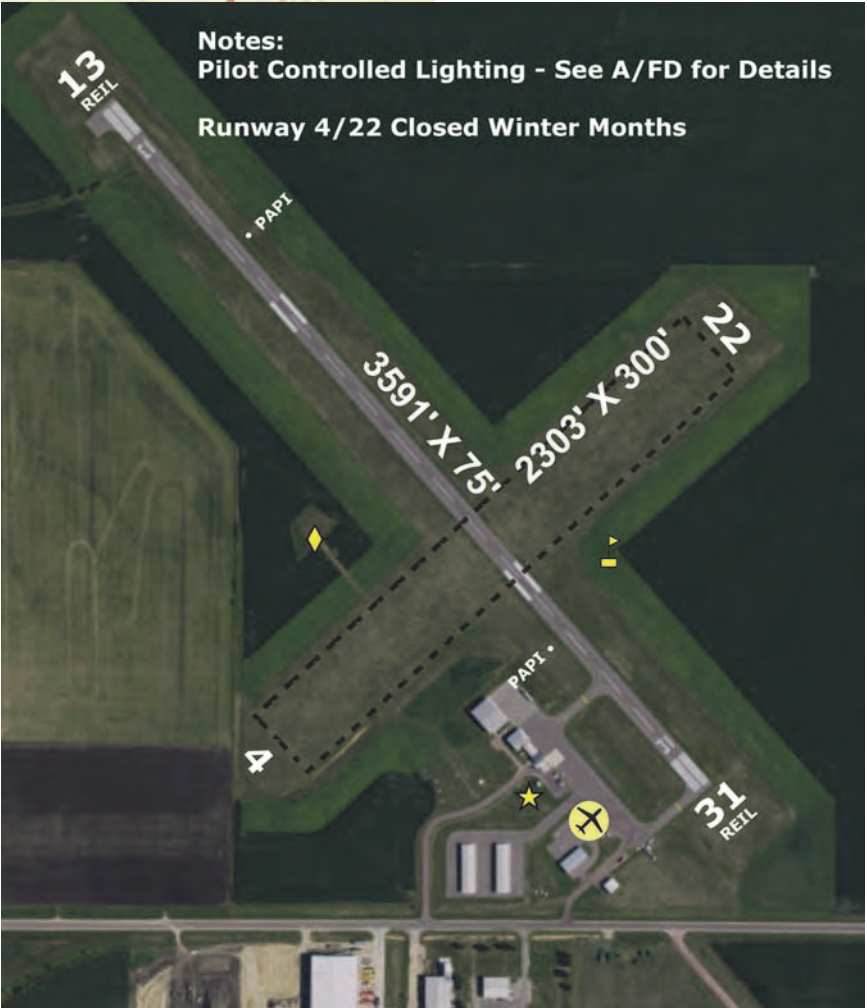 Notes:
Pilot Controlled Lighting - See A/FD for Details
Runway 4/22 Closed Winter Months
13
REIL
PAPI
22
3591' X 75'
2303' X 300'
PAPI
4
31
REIL